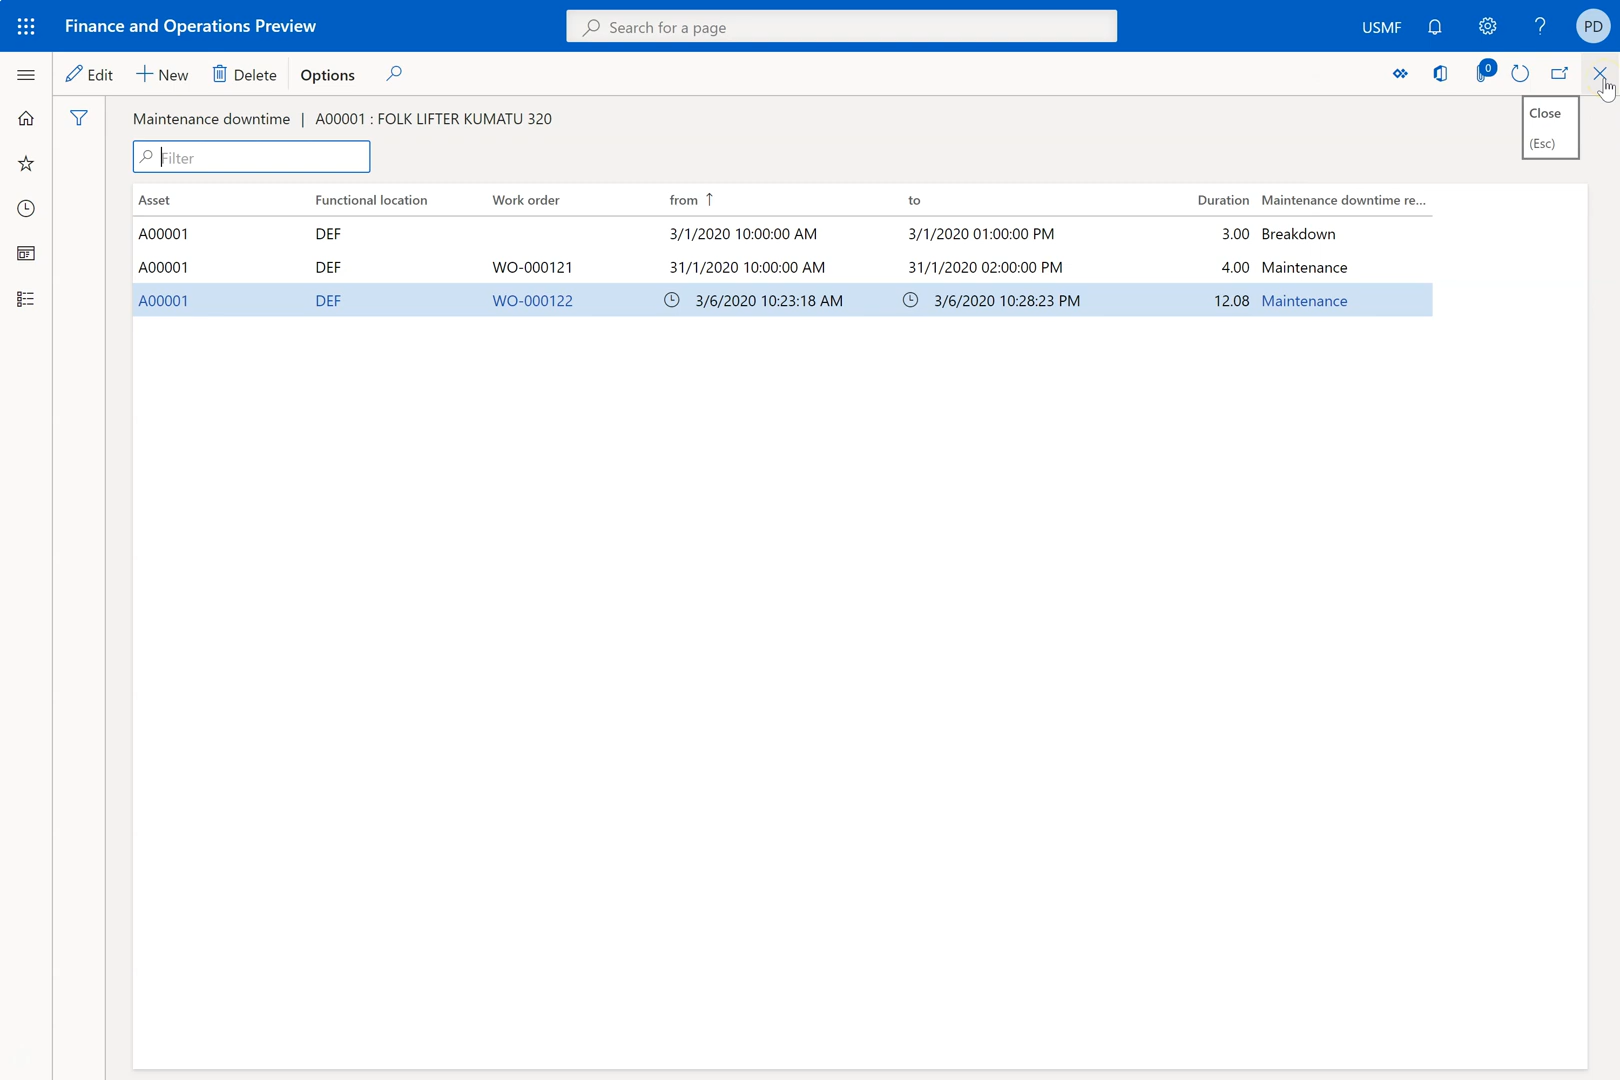 Finance and Operations Preview
Search for a page
USMF
?
PD
Edit
New
Delete
Options
0
Close
(Esc)
Maintenance downtime | A00001 : FOLK LIFTER KUMATU 320
Filter
Asset Functional location Work order from ↑ to Duration Maintenance downtime re...
A00001 DEF 3/1/2020 10:00:00 AM 3/1/2020 01:00:00 PM 3.00 Breakdown
A00001 DEF WO-000121 31/1/2020 10:00:00 AM 31/1/2020 02:00:00 PM 4.00 Maintenance
A00001 DEF WO-000122 3/6/2020 10:23:18 AM 3/6/2020 10:28:23 PM 12.08 Maintenance